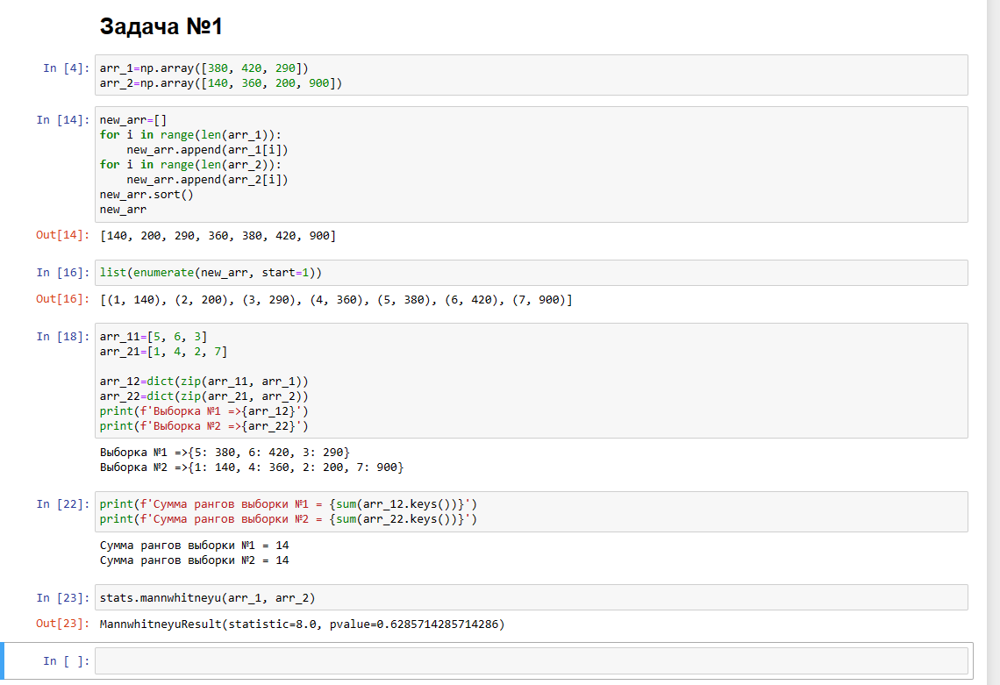 Задача №1
In [4]: arr_1=np.array([380, 420, 290])
arr_2=np.array([140, 360, 200, 900])
In [14]: new_arr=[]
for i in range(len(arr_1)):
    new_arr.append(arr_1[i])
for i in range(len(arr_2)):
    new_arr.append(arr_2[i])
new_arr.sort()
new_arr
Out[14]: [140, 200, 290, 360, 380, 420, 900]
In [16]: list(enumerate(new_arr, start=1))
Out[16]: [(1, 140), (2, 200), (3, 290), (4, 360), (5, 380), (6, 420), (7, 900)]
In [18]: arr_11=[5, 6, 3]
arr_21=[1, 4, 2, 7]
arr_12=dict(zip(arr_11, arr_1))
arr_22=dict(zip(arr_21, arr_2))
print(f'Выборка №1 =>{arr_12}')
print(f'Выборка №2 =>{arr_22}')
Выборка №1 =>{5: 380, 6: 420, 3: 290}
Выборка №2 =>{1: 140, 4: 360, 2: 200, 7: 900}
In [22]: print(f'Сумма рангов выборки №1 = {sum(arr_12.keys())}')
print(f'Сумма рангов выборки №2 = {sum(arr_22.keys())}')
Сумма рангов выборки №1 = 14
Сумма рангов выборки №2 = 14
In [23]: stats.mannwhitneyu(arr_1, arr_2)
Out[23]: MannwhitneyuResult(statistic=8.0, pvalue=0.6285714285714286)
In [ ]: